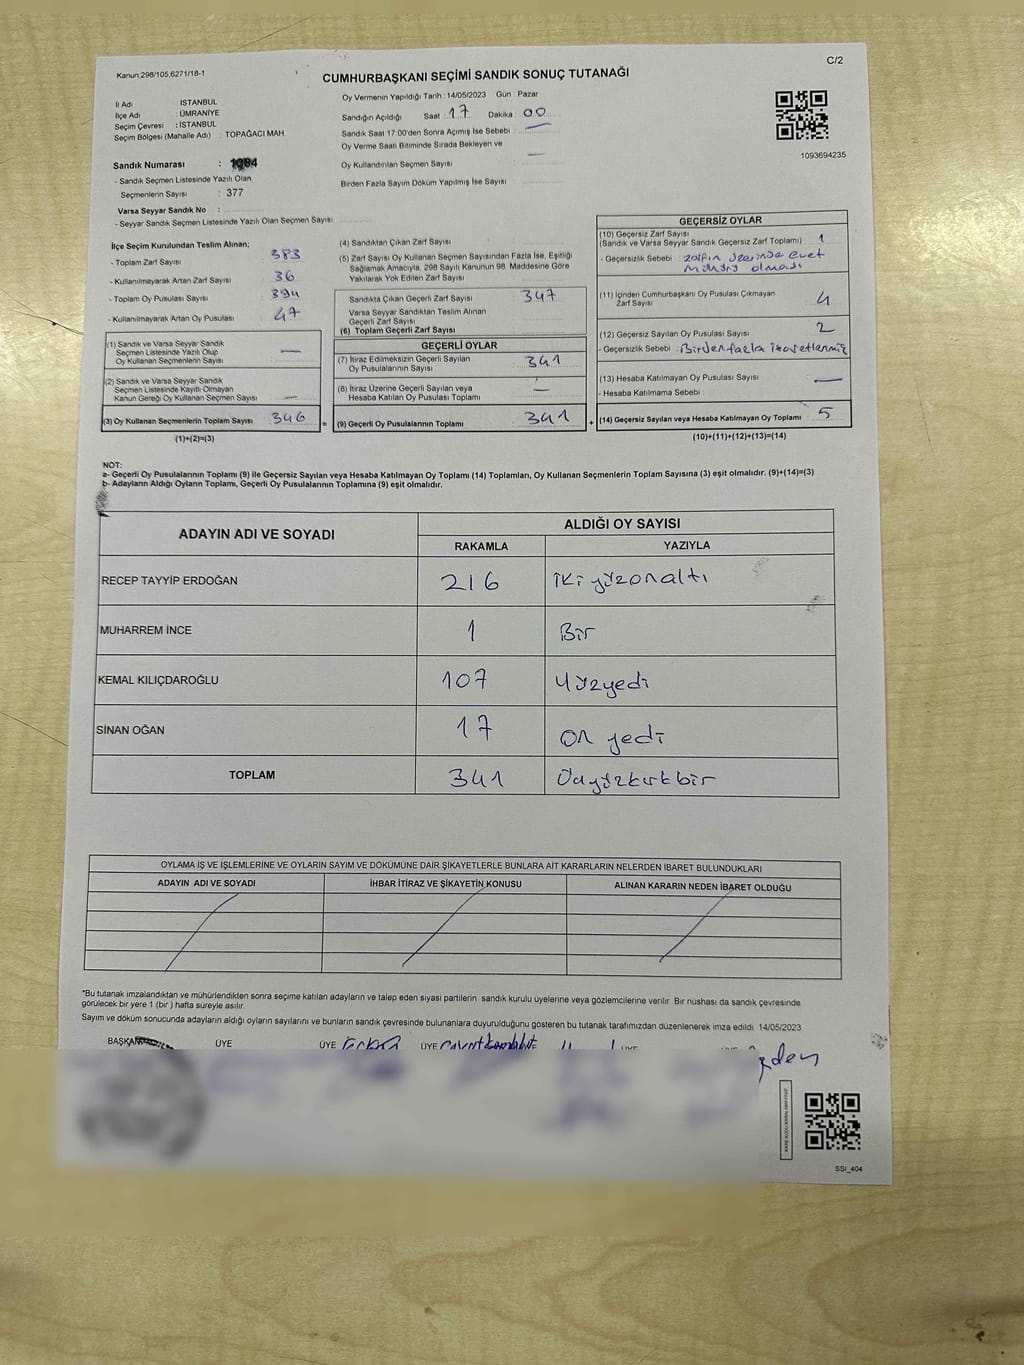 C/2
Kanun 298/105,6271/18-1
CUMHURBAŞKANI SEÇİMİ SANDIK SONUÇ TUTANAĞI
İl Adı : İSTANBUL
İlçe Adı : ÜMRANİYE
Seçim Çevresi : İSTANBUL
Seçim Bölgesi (Mahalle Adı) : TOPAĞACI MAH.
Sandık Numarası :
- Sandık Seçmen Listesinde Yazılı Olan
Seçmenlerin Sayısı : 377
Varsa Seyyar Sandık No :
- Seyyar Sandık Seçmen Listesinde Yazılı Olan Seçmen Sayısı:
Oy Vermenin Yapıldığı Tarih : 14/05/2023 Gün : Pazar
Sandığın Açıldığı Saat : 17 Dakika : 00
Sandık Saat 17:00'den Sonra Açımış İse Sebebi : —
Oy Verme Saati Bitiminde Sırada Bekleyen ve
Oy Kullandırılan Seçmen Sayısı : —
Birden Fazla Sayım Döküm Yapılmış İse Sayısı :
1093694235
İlçe Seçim Kurulundan Teslim Alınan;
- Toplam Zarf Sayısı : 383
- Kullanılmayarak Artan Zarf Sayısı : 36
- Toplam Oy Pusulası Sayısı : 394
- Kullanılmayarak Artan Oy Pusulası : 47
(1) Sandık ve Varsa Seyyar Sandık
Seçmen Listesinde Yazılı Olup
Oy Kullanan Seçmenlerin Sayısı : —
(2) Sandık ve Varsa Seyyar Sandık
Seçmen Listesinde Kayıtlı Olmayan
Kanun Gereği Oy Kullanan Seçmen Sayısı : —
(3) Oy Kullanan Seçmenlerin Toplam Sayısı : 346
(1)+(2)=(3)
(4) Sandıktan Çıkan Zarf Sayısı :
(5) Zarf Sayısı Oy Kullanan Seçmen Sayısından Fazla İse, Eşitliği
Sağlamak Amacıyla, 298 Sayılı Kanunun 98. Maddesine Göre
Yakılarak Yok Edilen Zarf Sayısı :
Sandıkta Çıkan Geçerli Zarf Sayısı : 347
Varsa Seyyar Sandıktan Teslim Alınan
Geçerli Zarf Sayısı :
(6) Toplam Geçerli Zarf Sayısı :
GEÇERLİ OYLAR
(7) İtiraz Edilmeksizin Geçerli Sayılan
Oy Pusulalarının Sayısı : 341
(8) İtiraz Üzerine Geçerli Sayılan veya
Hesaba Katılan Oy Pusulası Toplamı : —
(9) Geçerli Oy Pusulalarının Toplamı : 341
=
+
GEÇERSİZ OYLAR
(10) Geçersiz Zarf Sayısı
(Sandık ve Varsa Seyyar Sandık Geçersiz Zarf Toplamı) : 1
- Geçersizlik Sebebi : zarfın üzerinde evet
mührü olması
(11) İçinden Cumhurbaşkanı Oy Pusulası Çıkmayan
Zarf Sayısı : 4
(12) Geçersiz Sayılan Oy Pusulası Sayısı : 2
- Geçersizlik Sebebi : Birden fazla
(13) Hesaba Katılmayan Oy Pusulası Sayısı : —
- Hesaba Katılmama Sebebi :
(14) Geçersiz Sayılan veya Hesaba Katılmayan Oy Toplamı : 5
(10)+(11)+(12)+(13)=(14)
NOT:
a- Geçerli Oy Pusulalarının Toplamı (9) ile Geçersiz Sayılan veya Hesaba Katılmayan Oy Toplamı (14) Toplamları, Oy Kullanan Seçmenlerin Toplam Sayısına (3) eşit olmalıdır. (9)+(14)=(3)
b- Adayların Aldığı Oyların Toplamı, Geçerli Oy Pusulalarının Toplamına (9) eşit olmalıdır.
ADAYIN ADI VE SOYADI ALDIĞI OY SAYISI
RAKAMLA YAZIYLA
RECEP TAYYİP ERDOĞAN 216 iki yüzonaltı
MUHARREM İNCE 1 Bir
KEMAL KILIÇDAROĞLU 107 Yüzyedi
SİNAN OĞAN 17 on yedi
TOPLAM 341 Üçyüzkırkbir
OYLAMA İŞ VE İŞLEMLERİNE VE OYLARIN SAYIM VE DÖKÜMÜNE DAİR ŞİKAYETLERLE BUNLARA AİT KARARLARIN NELERDEN İBARET BULUNDUKLARI
ADAYIN ADI VE SOYADI İHBAR İTİRAZ VE ŞİKAYETİN KONUSU ALINAN KARARIN NEDEN İBARET OLDUĞU
*Bu tutanak imzalandıktan ve mühürlendikten sonra seçime katılan adayların ve talep eden siyasi partilerin sandık kurulu üyelerine veya gözlemcilerine verilir. Bir nüshası da sandık çevresinde
görülecek bir yere 1 (bir ) hafta süreyle asılır.
Sayım ve döküm sonucunda adayların aldığı oyların sayılarını ve bunların sandık çevresinde bulunanlara duyurulduğunu gösteren bu tutanak tarafımızdan düzenlenerek imza edildi. 14/05/2023
BAŞKAN ÜYE ÜYE ÜYE
SSI_404